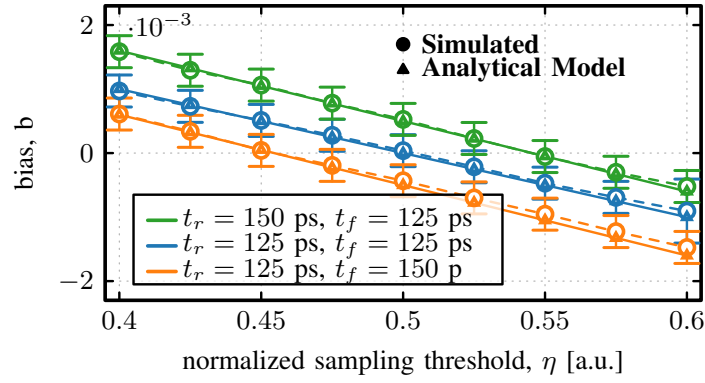 ·10⁻³
2
0
−2
bias, b
Simulated
Analytical Model
t_r = 150 ps, t_f = 125 ps
t_r = 125 ps, t_f = 125 ps
t_r = 125 ps, t_f = 150 p
0.4 0.45 0.5 0.55 0.6
normalized sampling threshold, η [a.u.]